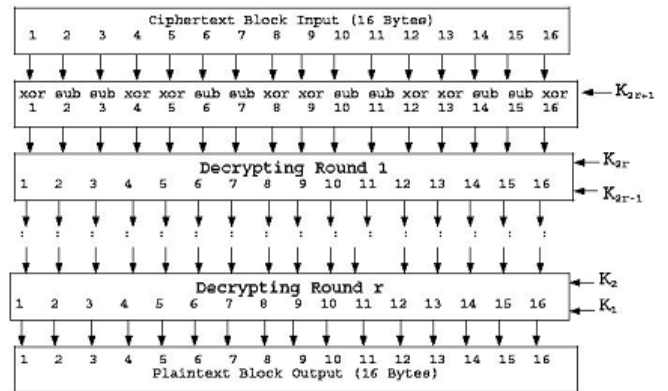 Ciphertext Block Input (16 Bytes)
1 2 3 4 5 6 7 8 9 10 11 12 13 14 15 16
xor sub sub xor xor sub sub xor xor sub sub xor xor sub sub xor
1 2 3 4 5 6 7 8 9 10 11 12 13 14 15 16
K2r+1
Decrypting Round 1
1 2 3 4 5 6 7 8 9 10 11 12 13 14 15 16
K2r
K2r-1
: : : : : : : : : : : : : : : :
Decrypting Round r
1 2 3 4 5 6 7 8 9 10 11 12 13 14 15 16
K2
K1
1 2 3 4 5 6 7 8 9 10 11 12 13 14 15 16
Plaintext Block Output (16 Bytes)